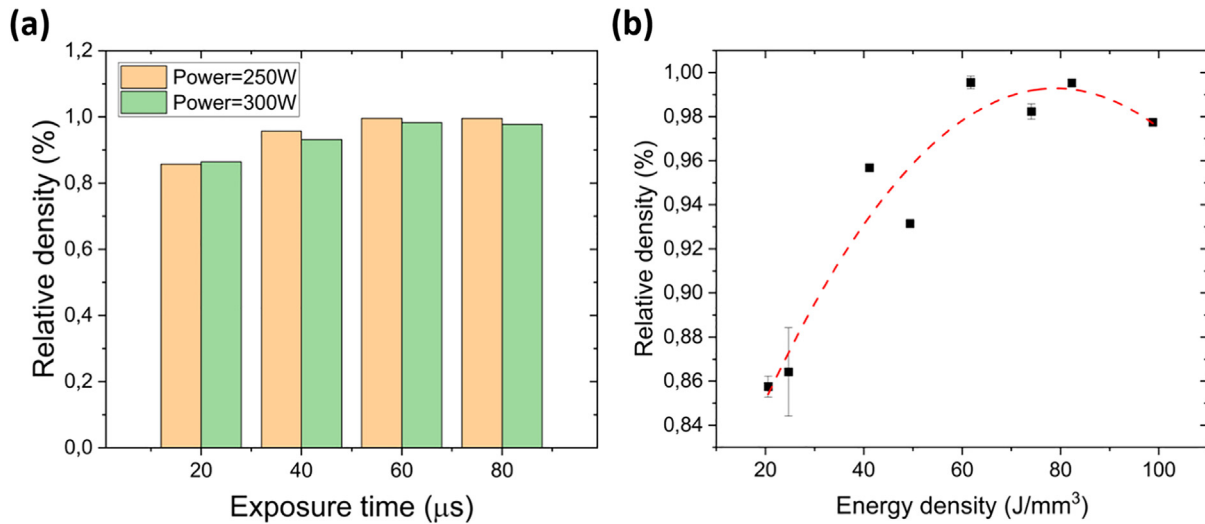 (a)
1,2
1,0
0,8
0,6
0,4
0,2
0,0
Relative density (%)
Power=250W
Power=300W
20 40 60 80
Exposure time (μs)
(b)
1,00
0,98
0,96
0,94
0,92
0,90
0,88
0,86
0,84
Relative density (%)
20 40 60 80 100
Energy density (J/mm³)